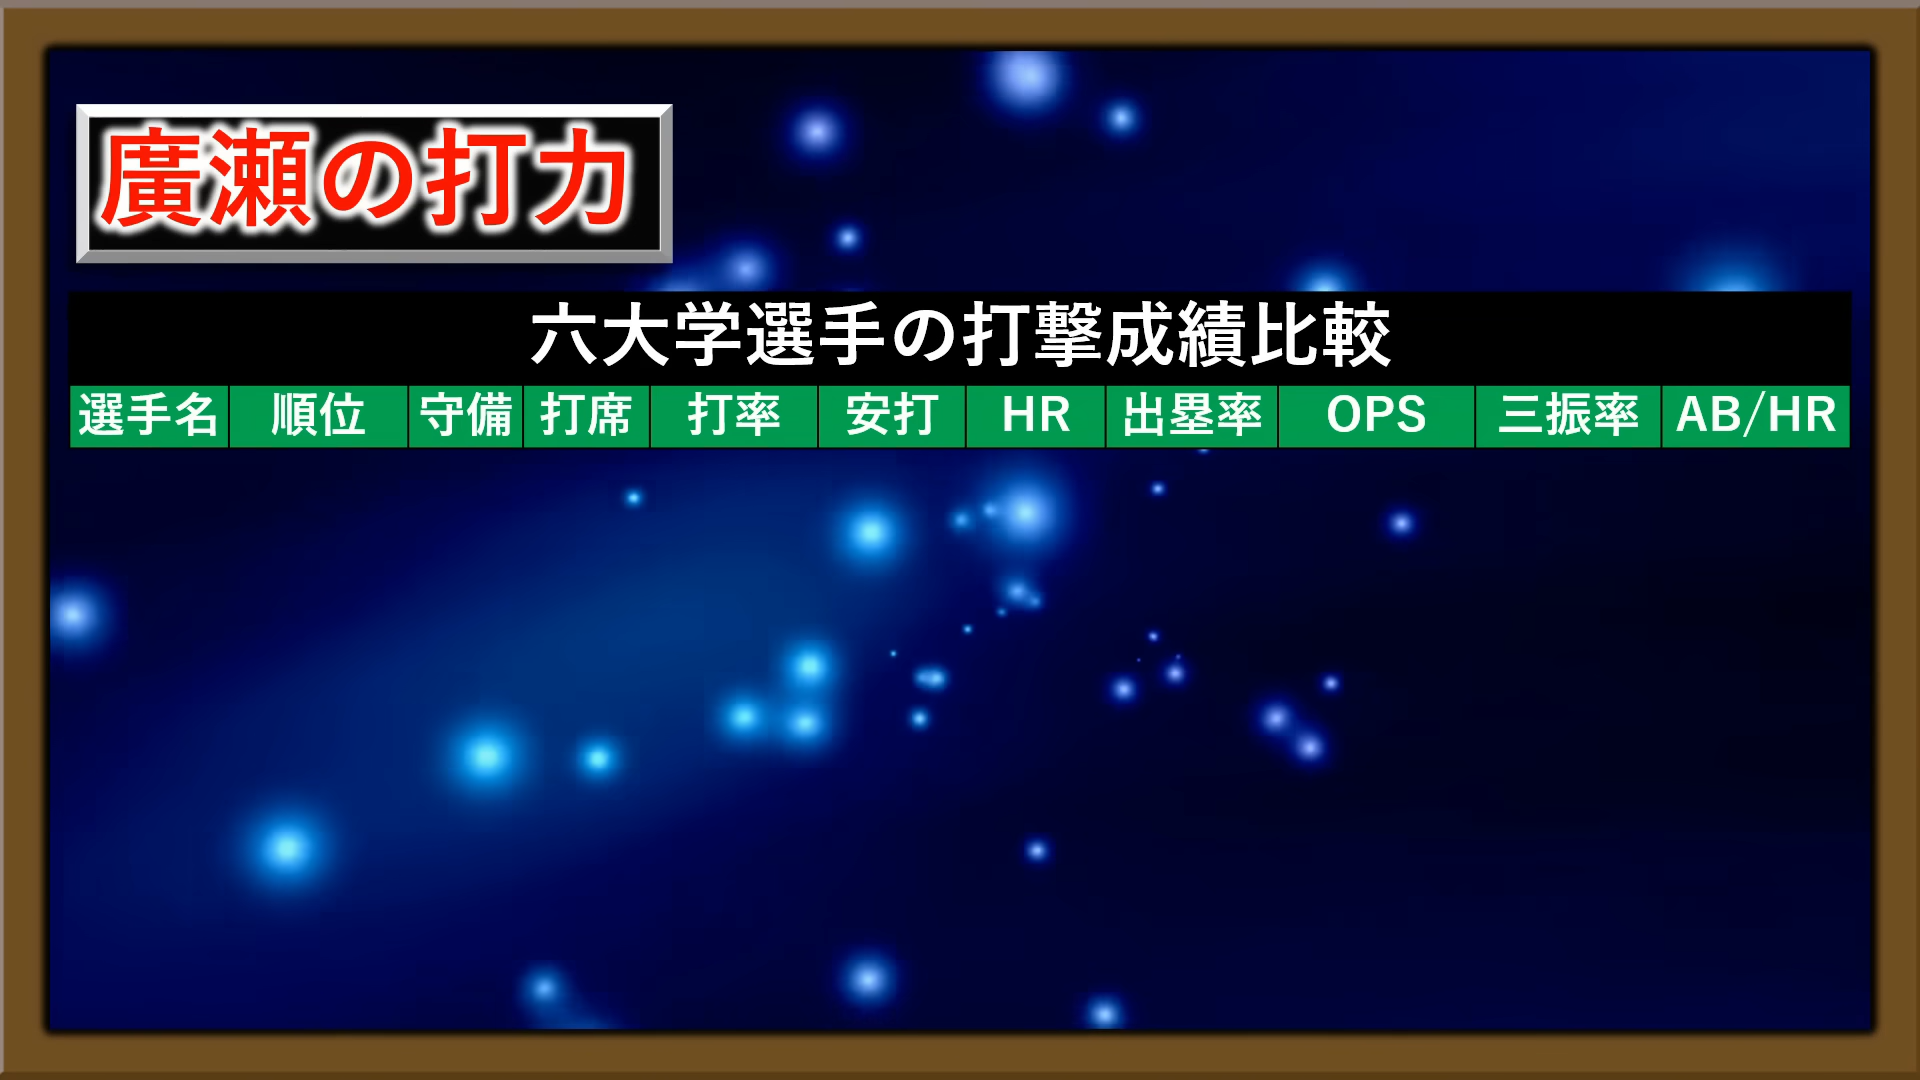 廣瀬の打力
六大学選手の打撃成績比較
選手名 順位 守備 打席 打率 安打 HR 出塁率 OPS 三振率 AB/HR